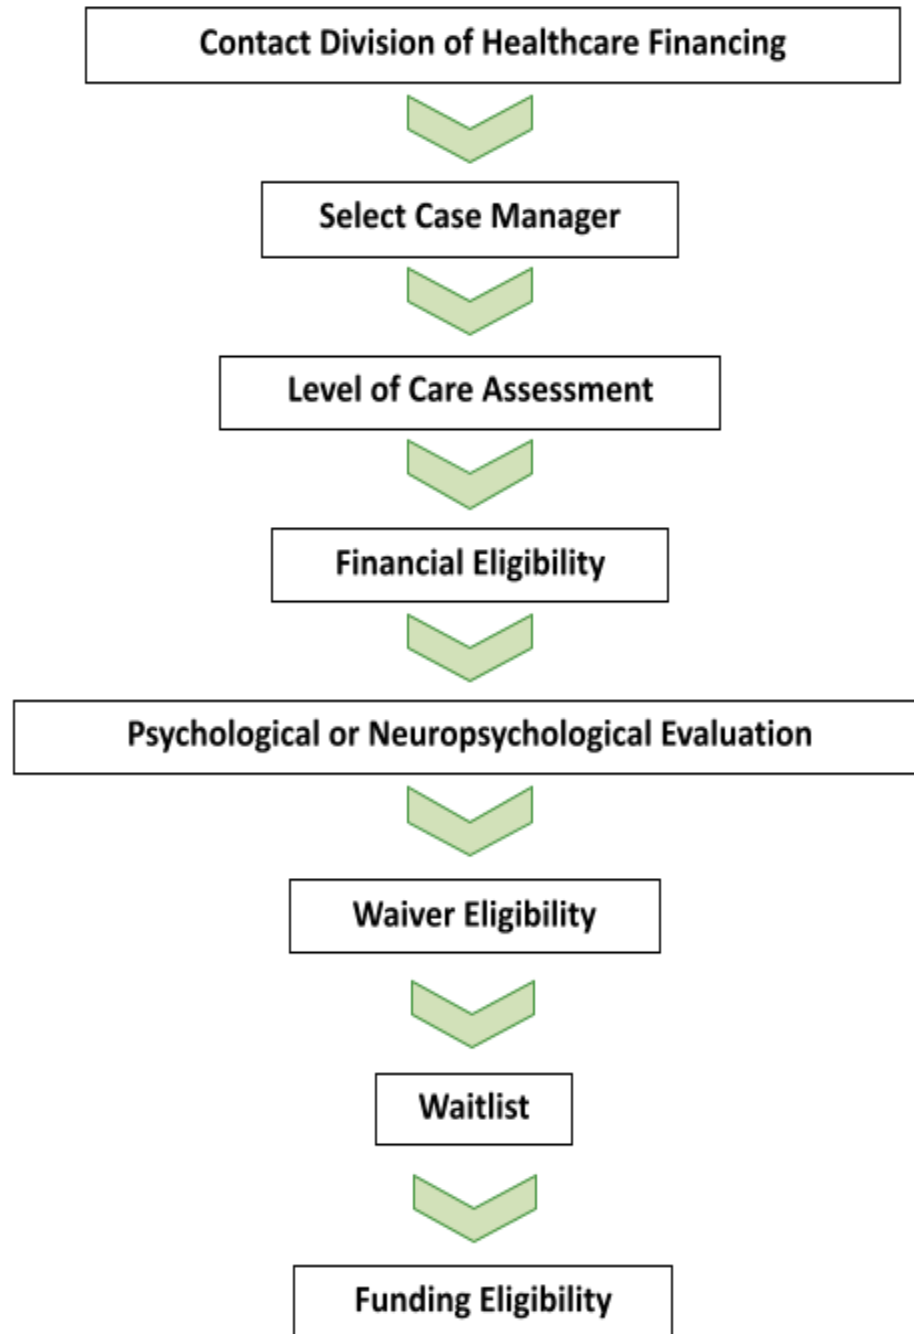 Contact Division of Healthcare Financing
Select Case Manager
Level of Care Assessment
Financial Eligibility
Psychological or Neuropsychological Evaluation
Waiver Eligibility
Waitlist
Funding Eligibility